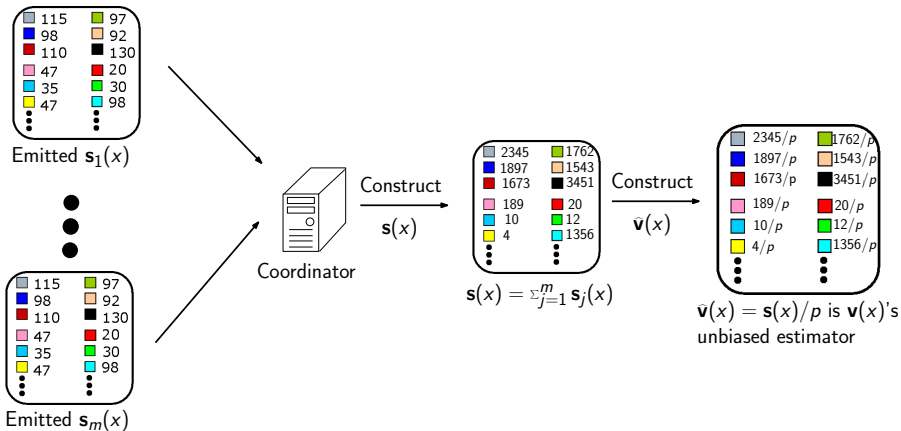 115 97
98 92
110 130
47 20
35 30
47 98
Emitted s₁(x)
115 97
98 92
110 130
47 20
35 30
47 98
Emitted sₘ(x)
Coordinator
Construct
s(x)
2345 1762
1897 1543
1673 3451
189 20
10 12
4 1356
s(x) = Σᵐⱼ₌₁ sⱼ(x)
Construct
v̂(x)
2345/p 1762/p
1897/p 1543/p
1673/p 3451/p
189/p 20/p
10/p 12/p
4/p 1356/p
v̂(x) = s(x)/p is v(x)'s
unbiased estimator